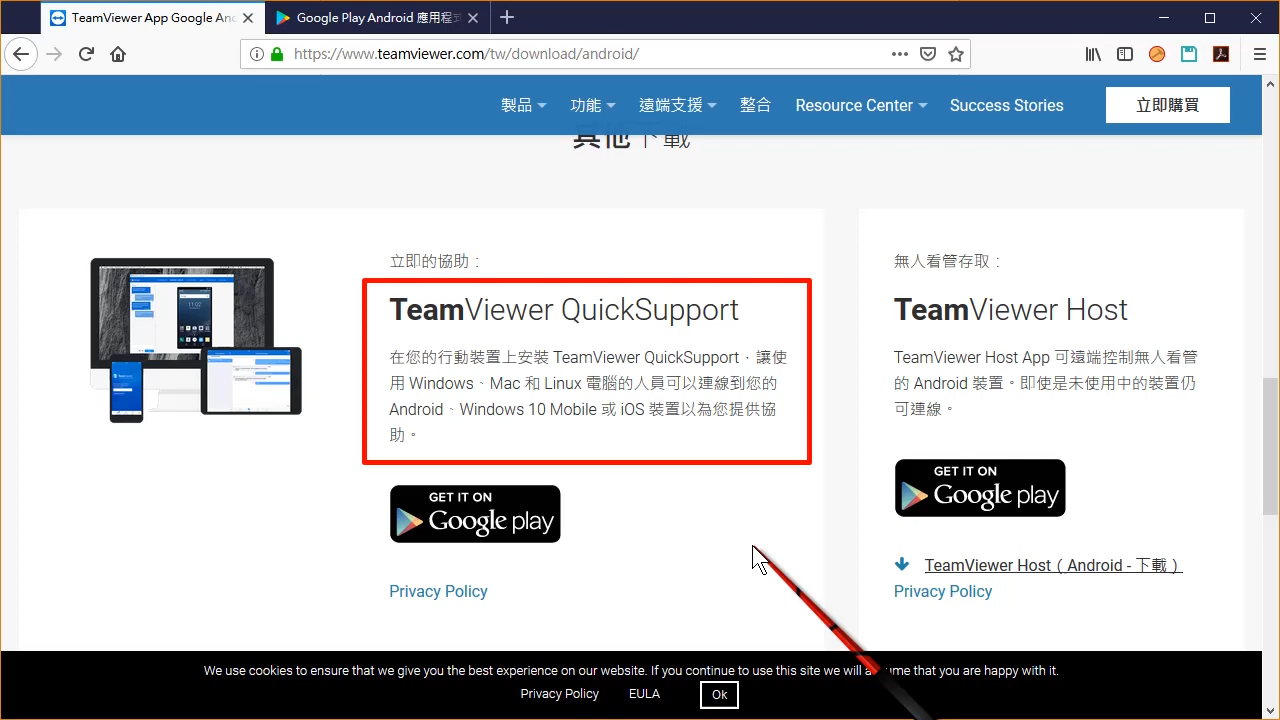 TeamViewer App Google And
Google Play Android 應用程式
https://www.teamviewer.com/tw/download/android/
製品
功能
遠端支援
整合
Resource Center
Success Stories
立即購買
其他下載
立即的協助：
TeamViewer QuickSupport
在您的行動裝置上安裝 TeamViewer QuickSupport，讓使
用 Windows、Mac 和 Linux 電腦的人員可以連線到您的
Android、Windows 10 Mobile 或 iOS 裝置以為您提供協
助。
GET IT ON
Google play
Privacy Policy
無人看管存取：
TeamViewer Host
TeamViewer Host App 可遠端控制無人看管
的 Android 裝置。即使是未使用中的裝置仍
可連線。
GET IT ON
Google play
TeamViewer Host（Android - 下載）
Privacy Policy
We use cookies to ensure that we give you the best experience on our website. If you continue to use this site we will assume that you are happy with it.
Privacy Policy
EULA
Ok